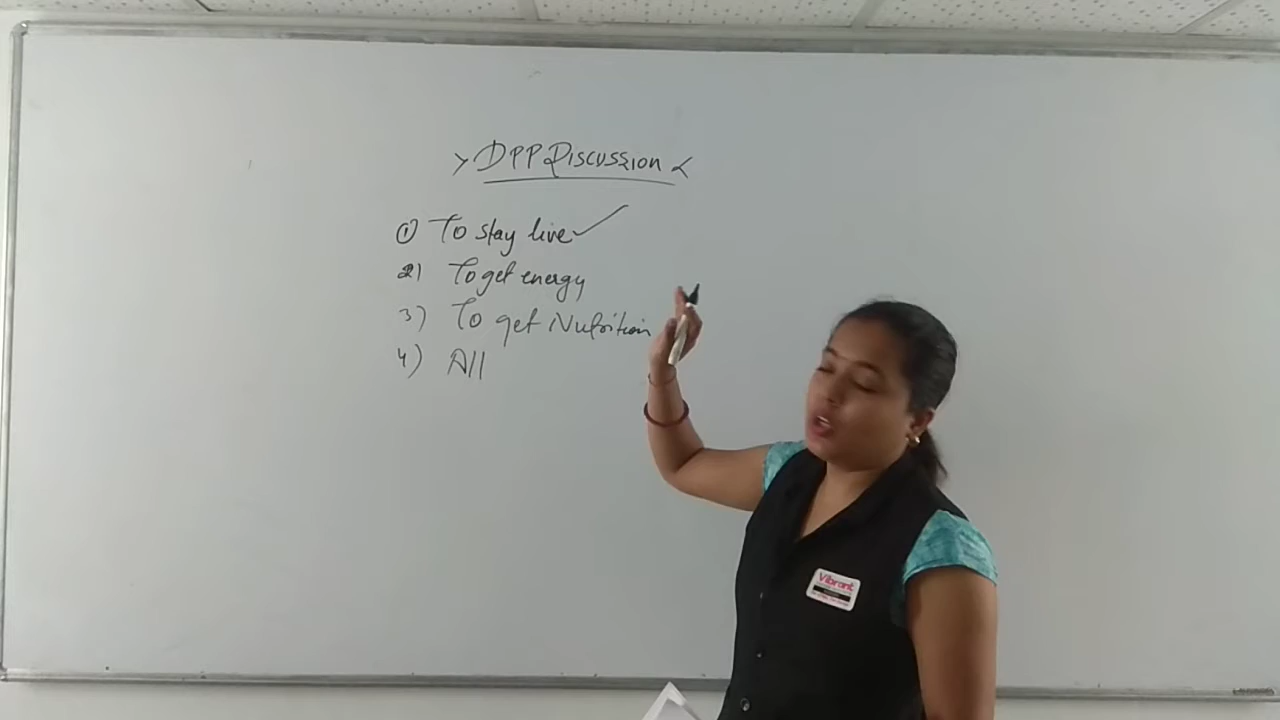 DPP Discussion
① To stay live ✓
2) To get energy
3) To get Nutrition
4) All
Vibrant